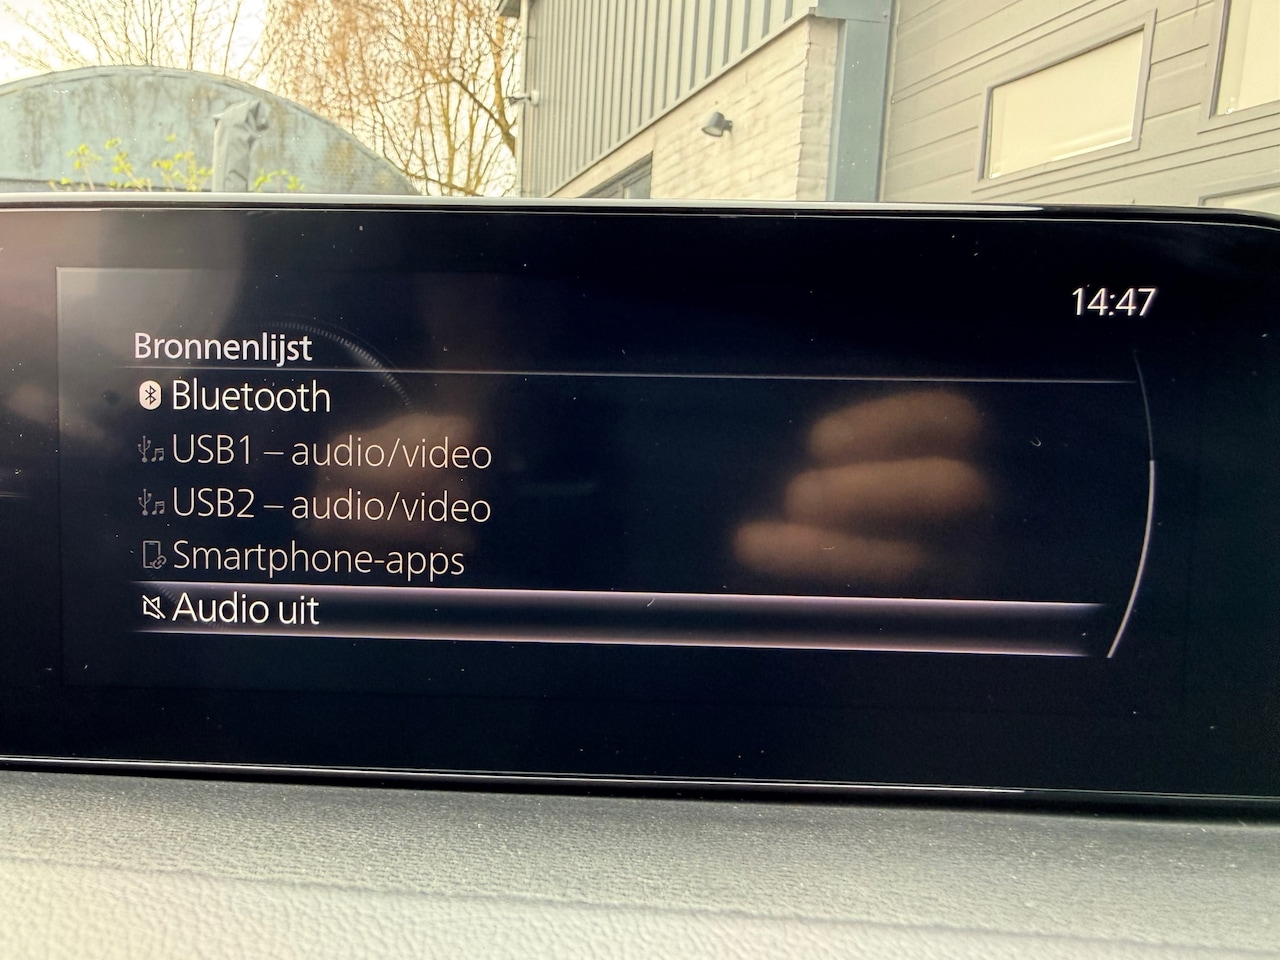 14:47
Bronnenlijst
Bluetooth
USB1 – audio/video
USB2 – audio/video
Smartphone-apps
Audio uit